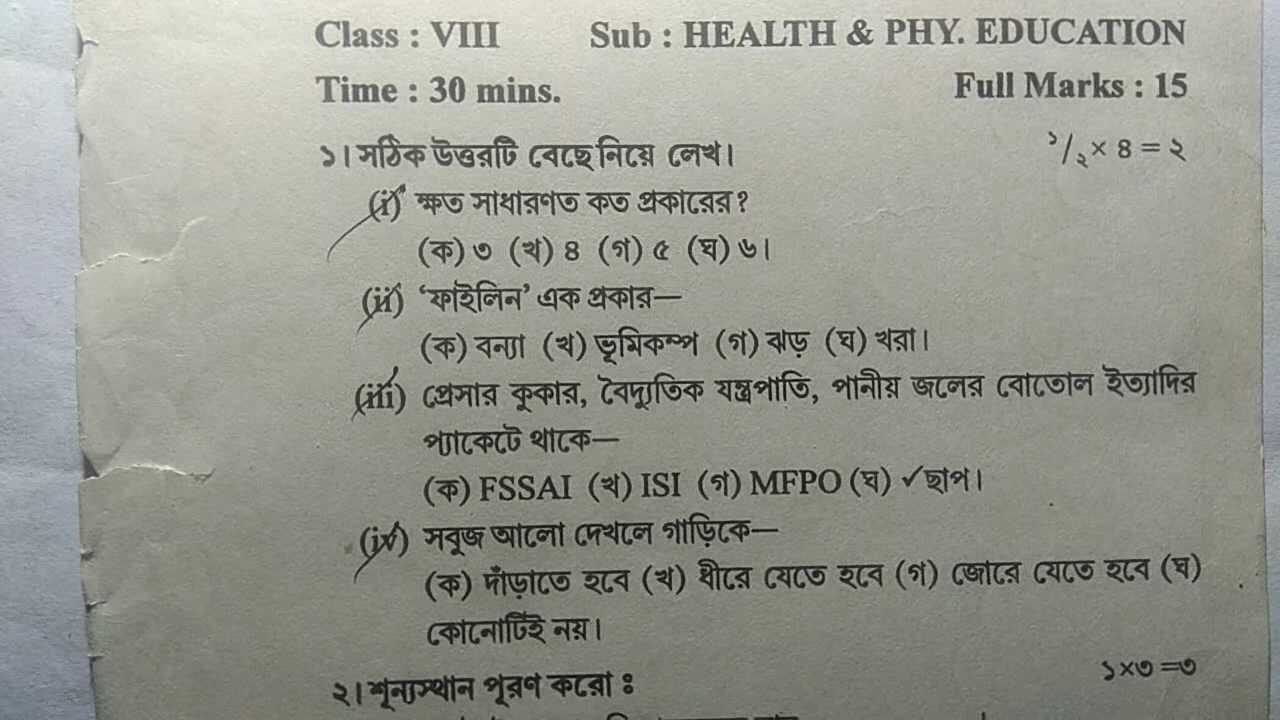 Class : VIII Sub : HEALTH & PHY. EDUCATION
Time : 30 mins. Full Marks : 15
১। সঠিক উত্তরটি বেছে নিয়ে লেখ। ১/২ × ৪ = ২
(i) ক্ষত সাধারণত কত প্রকারের?
(ক) ৩ (খ) ৪ (গ) ৫ (ঘ) ৬।
(ii) ‘ফাইলিন’ এক প্রকার—
(ক) বন্যা (খ) ভূমিকম্প (গ) ঝড় (ঘ) খরা।
(iii) প্রেসার কুকার, বৈদ্যুতিক যন্ত্রপাতি, পানীয় জলের বোতোল ইত্যাদির
প্যাকেটে থাকে—
(ক) FSSAI (খ) ISI (গ) MFPO (ঘ) ✓ ছাপ।
(iv) সবুজ আলো দেখলে গাড়িকে—
(ক) দাঁড়াতে হবে (খ) ধীরে যেতে হবে (গ) জোরে যেতে হবে (ঘ)
কোনোটিই নয়।
২। শূন্যস্থান পূরণ করো ঃ ১×৩ =৩